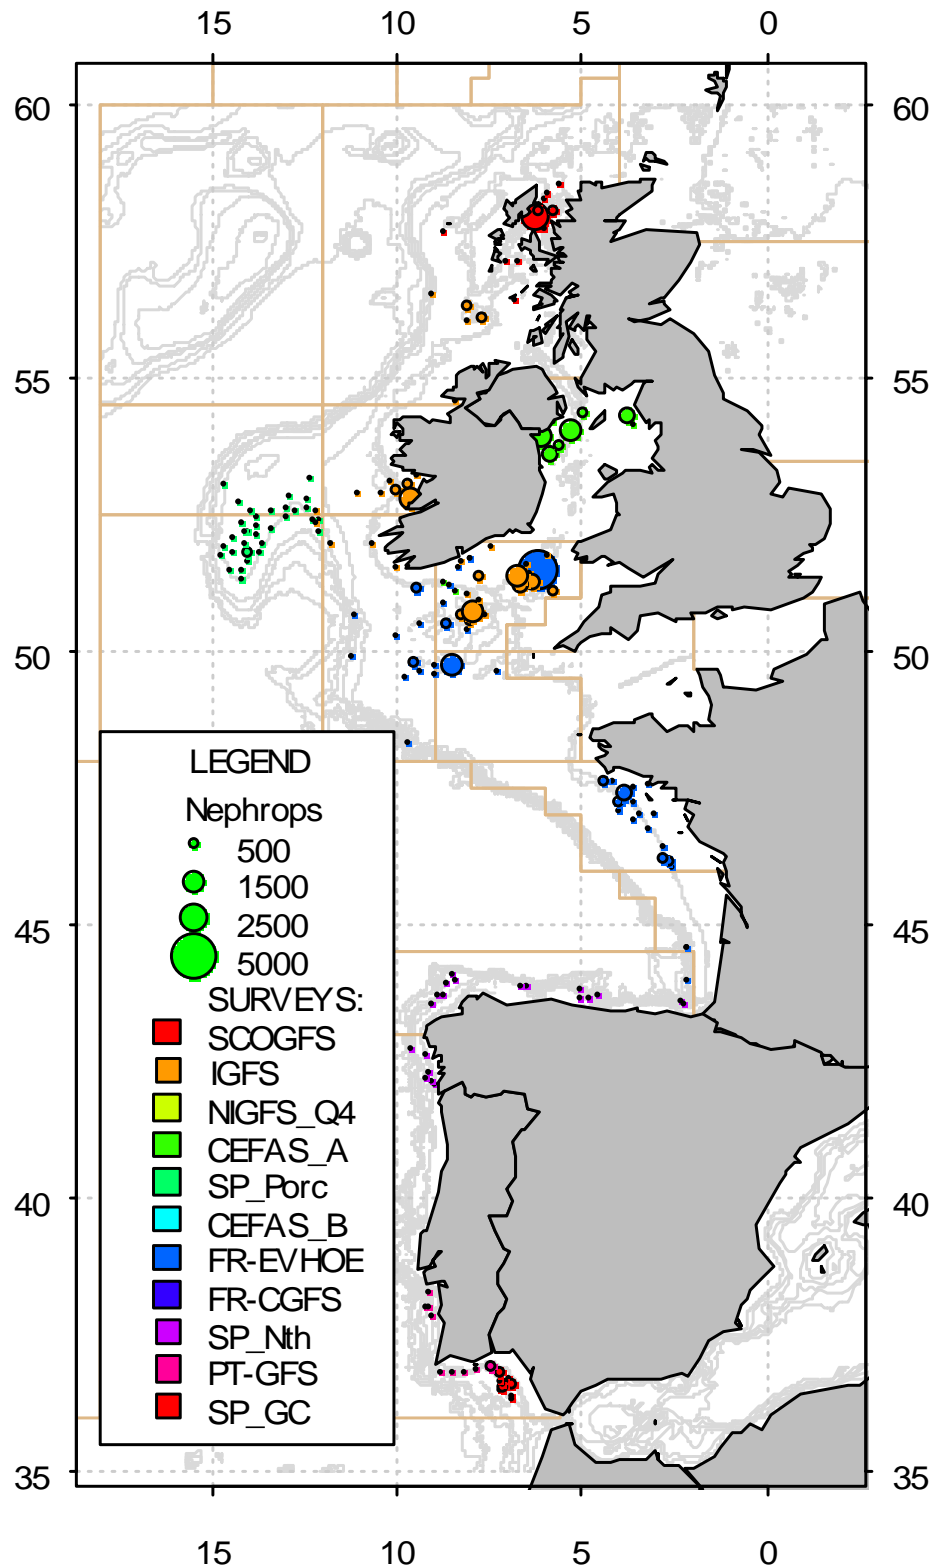 15 10 5 0
60 60
55 55
50 50
45 45
40 40
35 35
LEGEND
Nephrops
500
1500
2500
5000
SURVEYS:
SCOGFS
IGFS
NIGFS_Q4
CEFAS_A
SP_Porc
CEFAS_B
FR-EVHOE
FR-CGFS
SP_Nth
PT-GFS
SP_GC
15 10 5 0